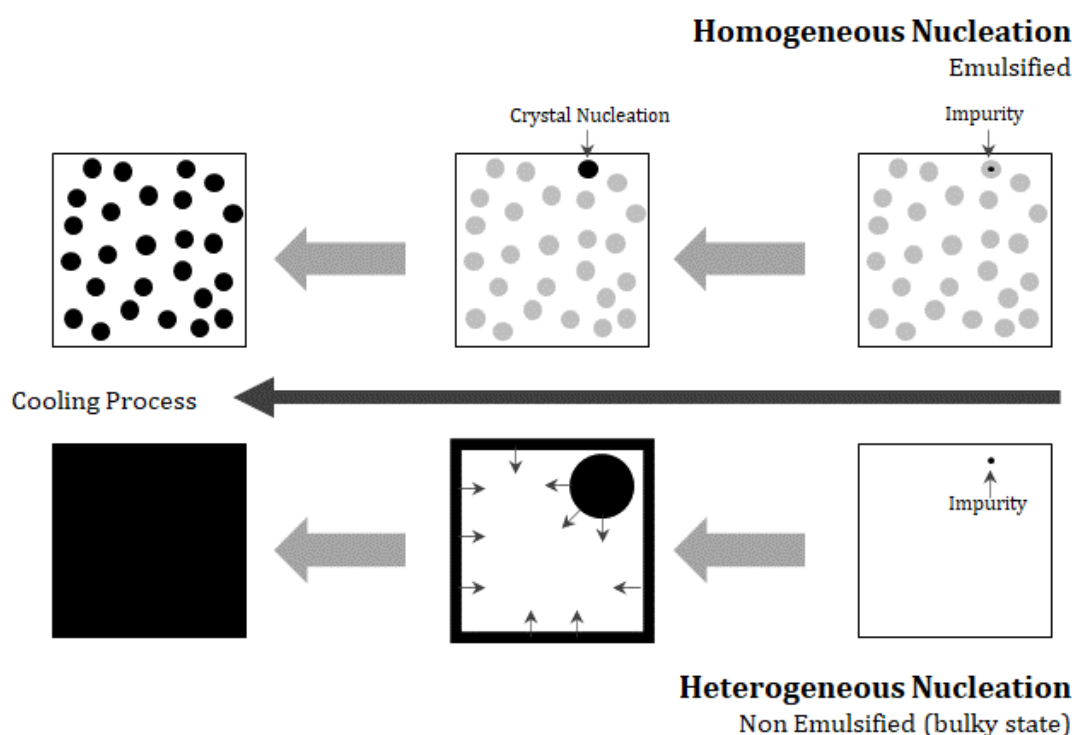 Homogeneous Nucleation
Emulsified
Crystal Nucleation
Impurity
Cooling Process
Impurity
Heterogeneous Nucleation
Non Emulsified (bulky state)